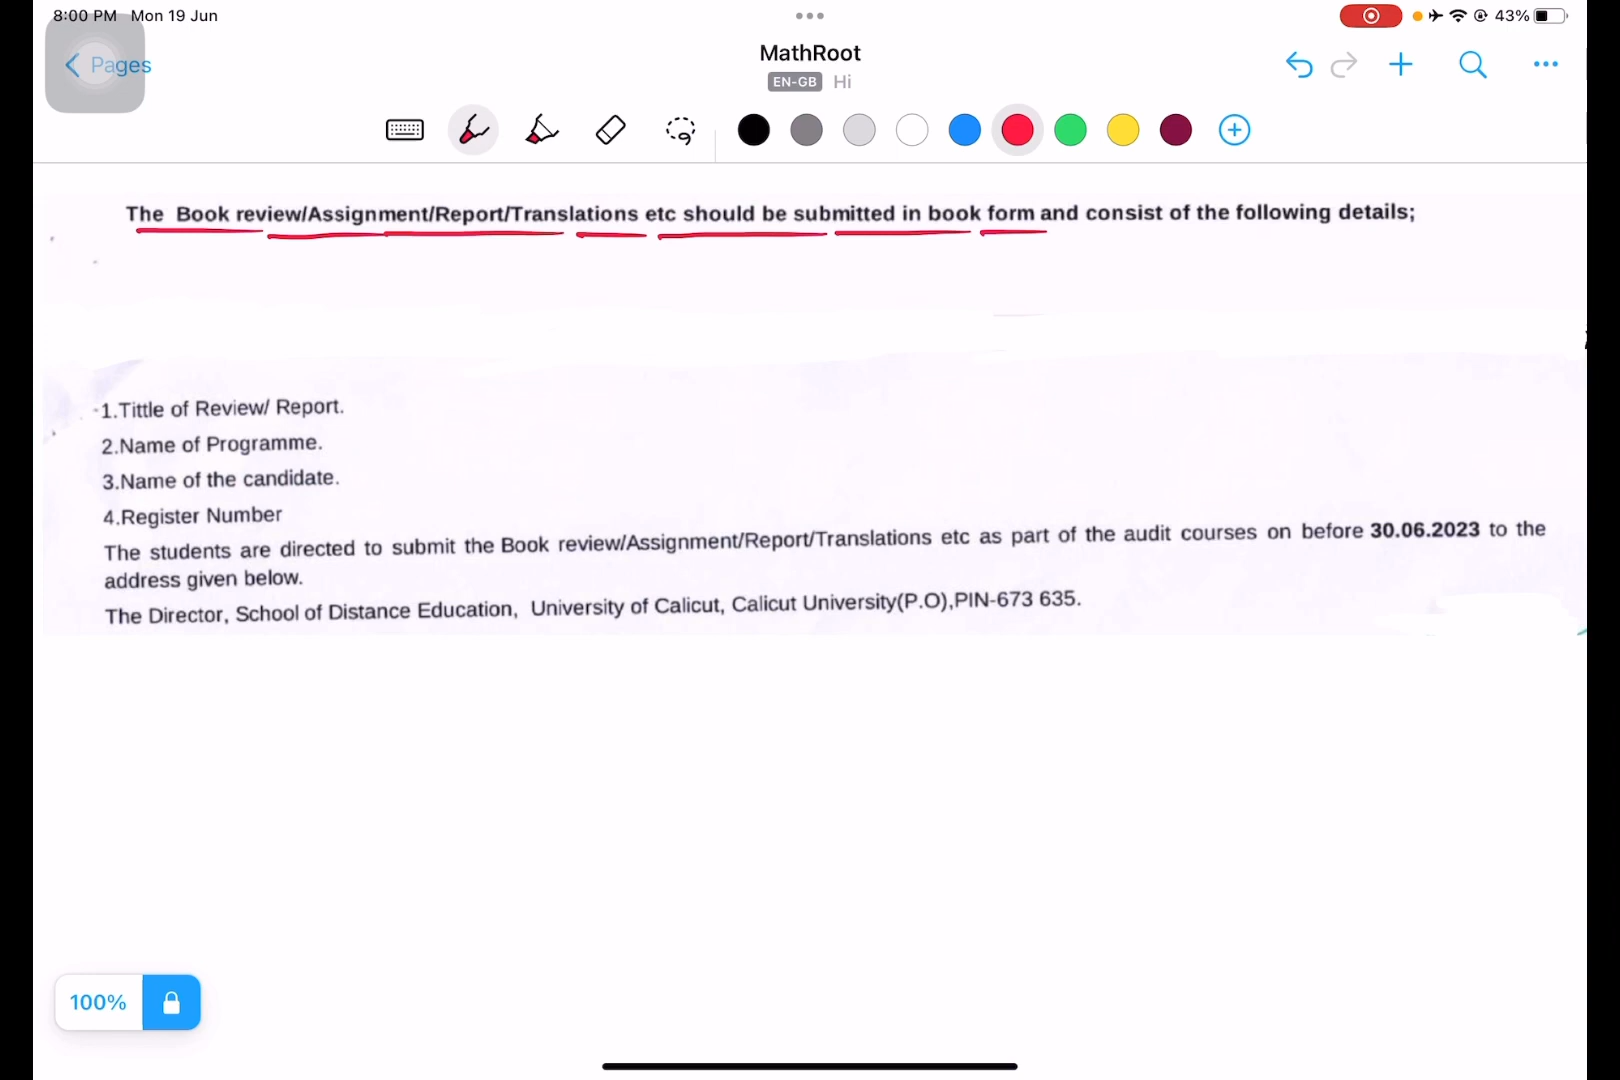 8:00 PM Mon 19 Jun
43%
Pages
MathRoot
EN-GB Hi
The Book review/Assignment/Report/Translations etc should be submitted in book form and consist of the following details;
1.Tittle of Review/ Report.
2.Name of Programme.
3.Name of the candidate.
4.Register Number
The students are directed to submit the Book review/Assignment/Report/Translations etc as part of the audit courses on before 30.06.2023 to the
address given below.
The Director, School of Distance Education, University of Calicut, Calicut University(P.O),PIN-673 635.
100%